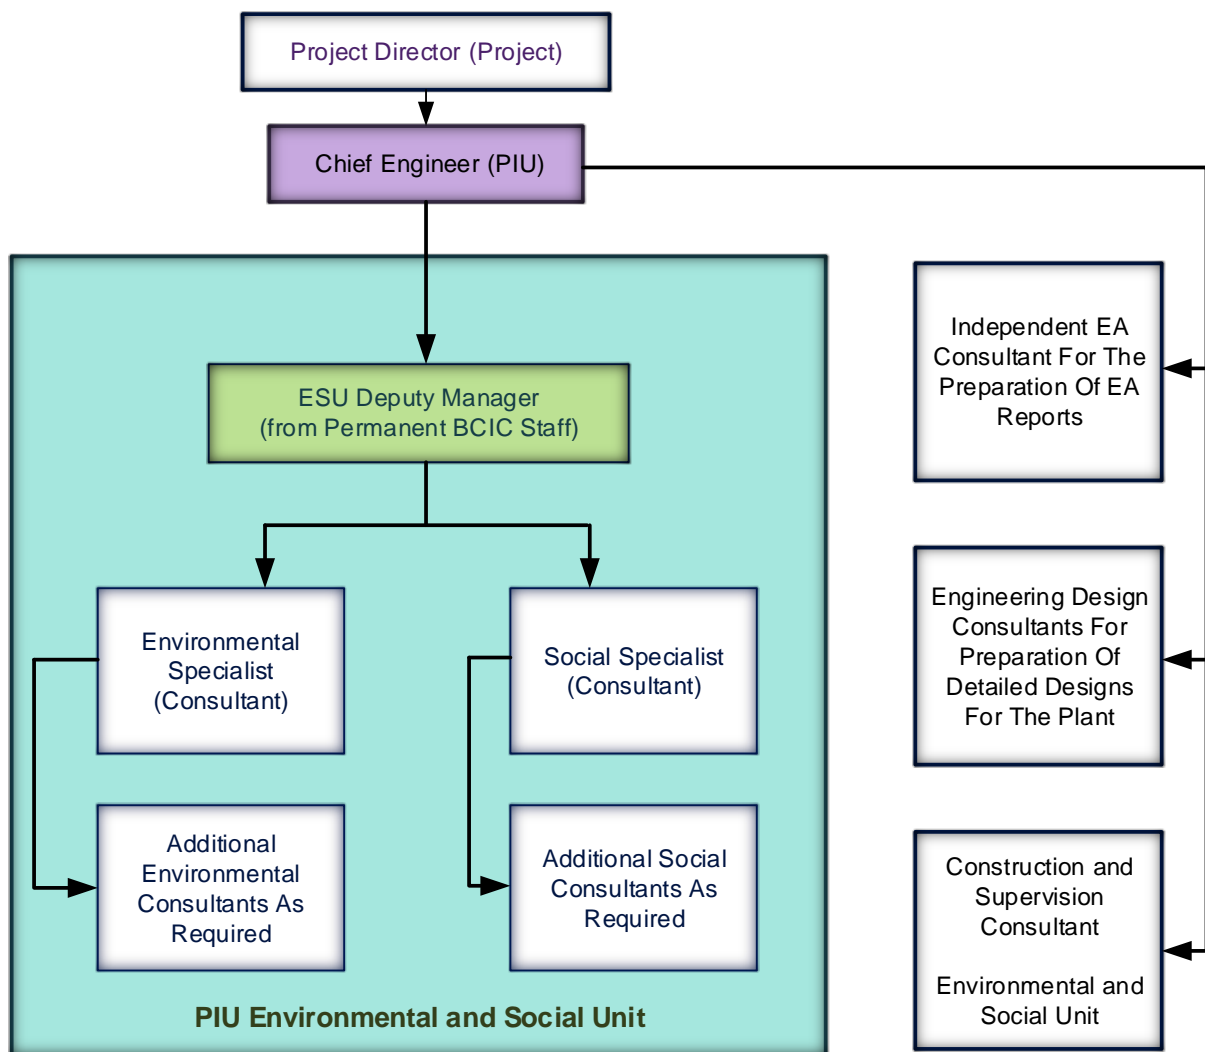 Project Director (Project)
Chief Engineer (PIU)
ESU Deputy Manager
(from Permanent BCIC Staff)
Environmental
Specialist
(Consultant)
Social Specialist
(Consultant)
Additional
Environmental
Consultants As
Required
Additional Social
Consultants As
Required
PIU Environmental and Social Unit
Independent EA
Consultant For The
Preparation Of EA
Reports
Engineering Design
Consultants For
Preparation Of
Detailed Designs
For The Plant
Construction and
Supervision
Consultant
Environmental and
Social Unit